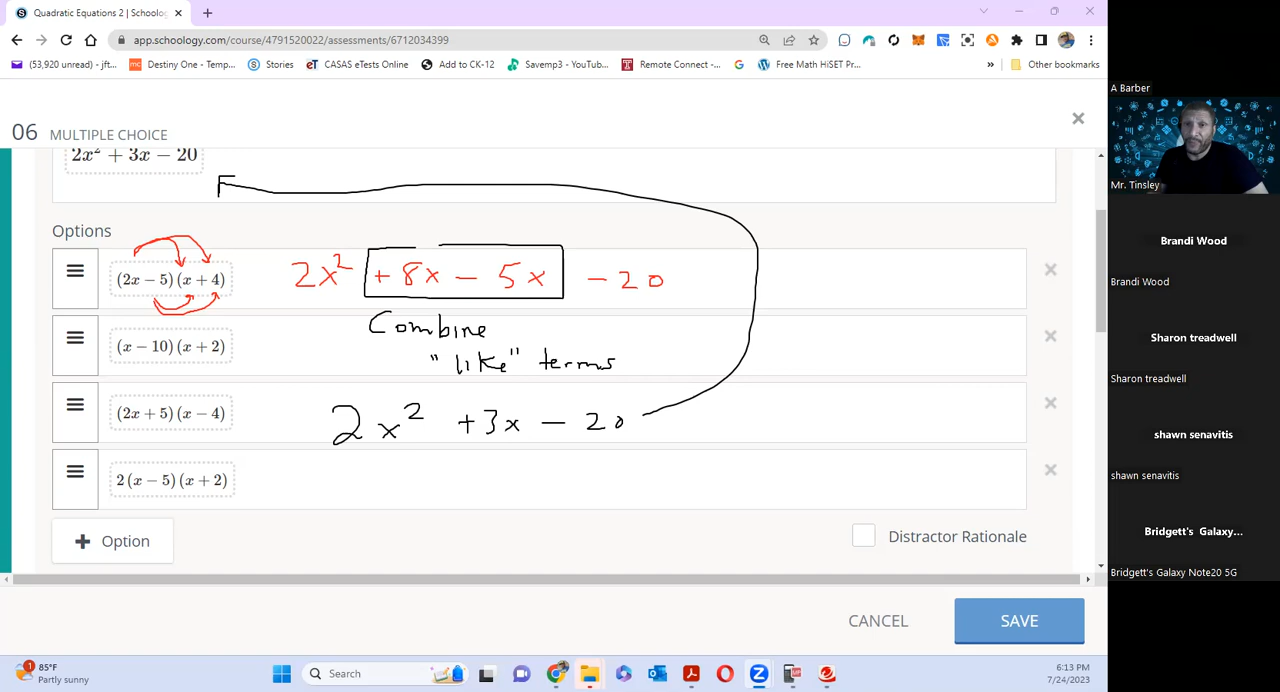 Quadratic Equations 2 | Schoolog
app.schoology.com/course/4791520022/assessments/6712034399
(53,920 unread) - jft...
Destiny One - Temp...
Stories
CASAS eTests Online
Add to CK-12
Savemp3 - YouTub...
Remote Connect -...
Free Math HiSET Pr...
»
Other bookmarks
06 MULTIPLE CHOICE
2x² + 3x − 20
Options
(2x − 5)(x + 4)
2x² + 8x − 5x − 20
(x − 10)(x + 2)
Combine
"like" terms
(2x + 5)(x − 4)
2x² + 3x − 20
2(x − 5)(x + 2)
+ Option
Distractor Rationale
CANCEL
SAVE
A Barber
Mr. Tinsley
Brandi Wood
Brandi Wood
Sharon treadwell
Sharon treadwell
shawn senavitis
shawn senavitis
Bridgett's Galaxy...
Bridgett's Galaxy Note20 5G
1
85°F
Partly sunny
Search
6:13 PM
7/24/2023